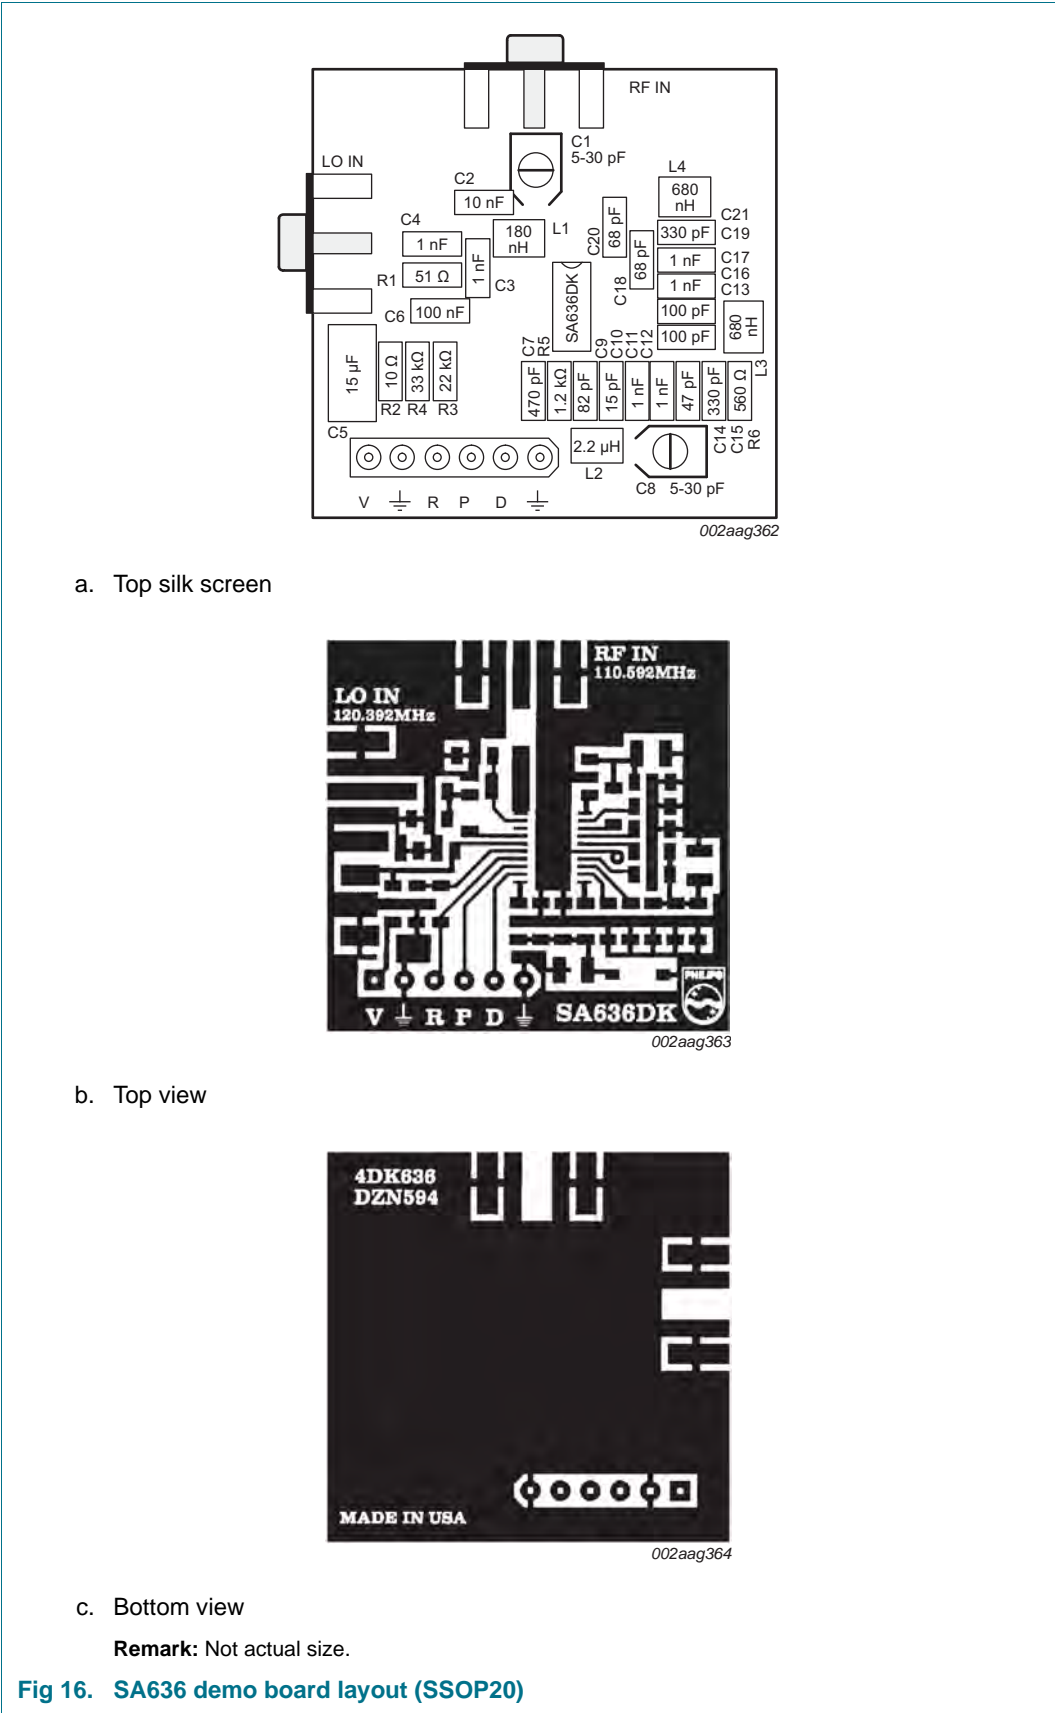 RF IN
C1
5-30 pF
LO IN
C2
10 nF
L4
680
nH
C4
1 nF
180
nH
L1
C20
68 pF
330 pF
C21
C19
R1
51 Ω
1 nF
C3
C18
68 pF
1 nF
C17
C16
1 nF
C13
C6
100 nF
SA636DK
100 pF
100 pF
680
nH
L3
15 µF
C5
10 Ω
33 kΩ
22 kΩ
R2
R4
R3
C7
R5
C9
C10
C11
C12
470 pF
1.2 kΩ
82 pF
15 pF
1 nF
1 nF
47 pF
330 pF
560 Ω
C14
C15
R6
2.2 µH
L2
C8
5-30 pF
V R P D
002aag362
a. Top silk screen
RF IN
110.592MHz
LO IN
120.392MHz
PHILIPS
V R P D SA636DK
002aag363
b. Top view
4DK636
DZN594
MADE IN USA
002aag364
c. Bottom view
Remark: Not actual size.
Fig 16. SA636 demo board layout (SSOP20)